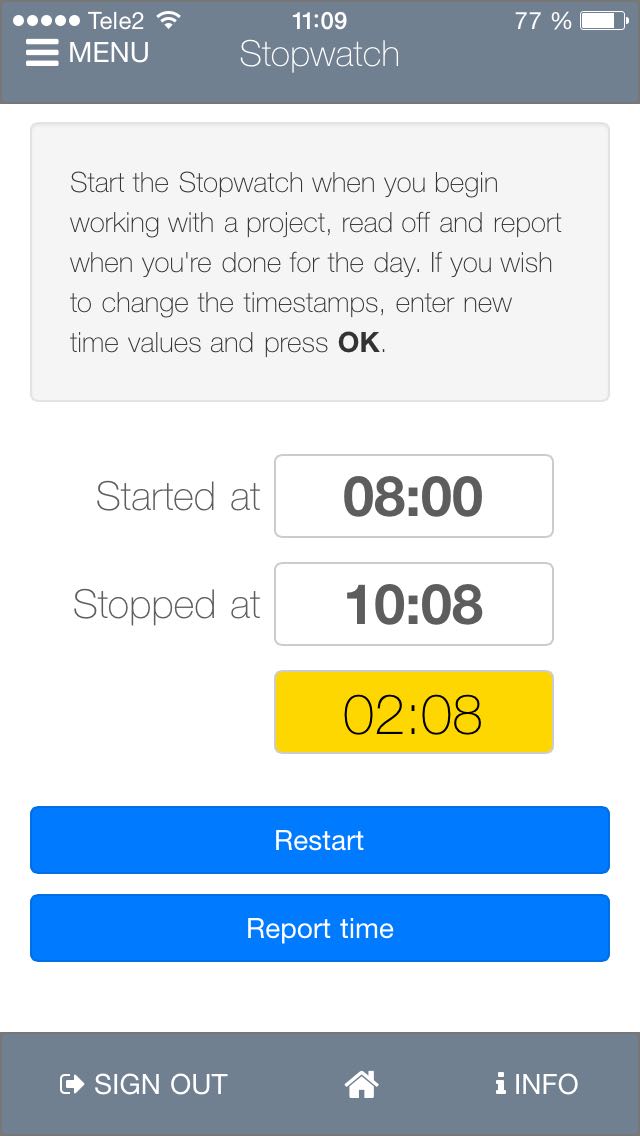 Tele2 11:09 77 %
MENU Stopwatch
Start the Stopwatch when you begin
working with a project, read off and report
when you're done for the day. If you wish
to change the timestamps, enter new
time values and press OK.
Started at 08:00
Stopped at 10:08
02:08
Restart
Report time
SIGN OUT INFO